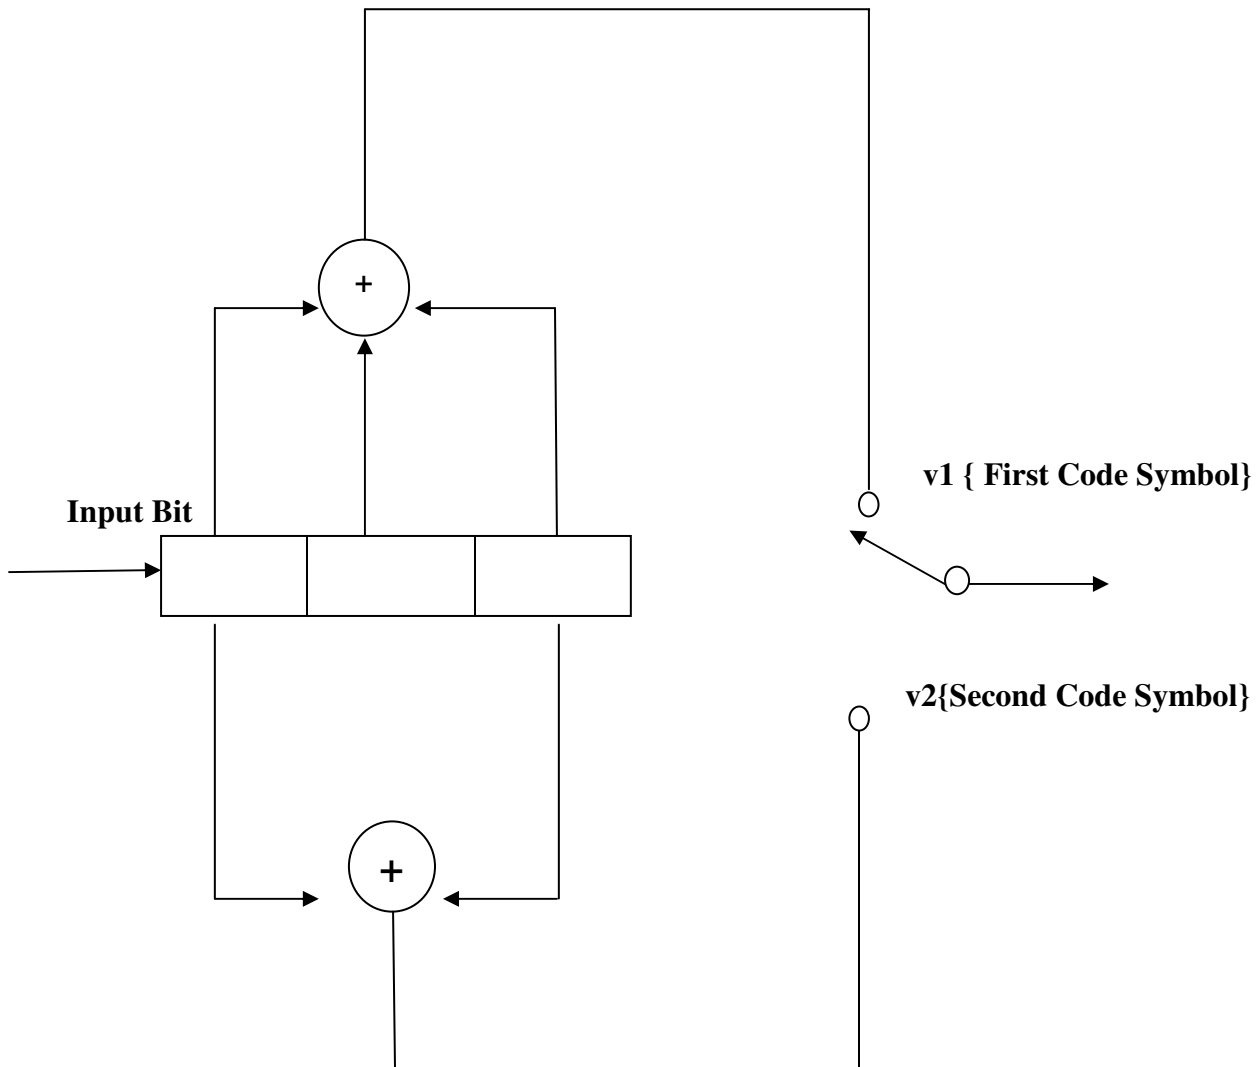 +
v1 { First Code Symbol}
Input Bit
v2{Second Code Symbol}
+